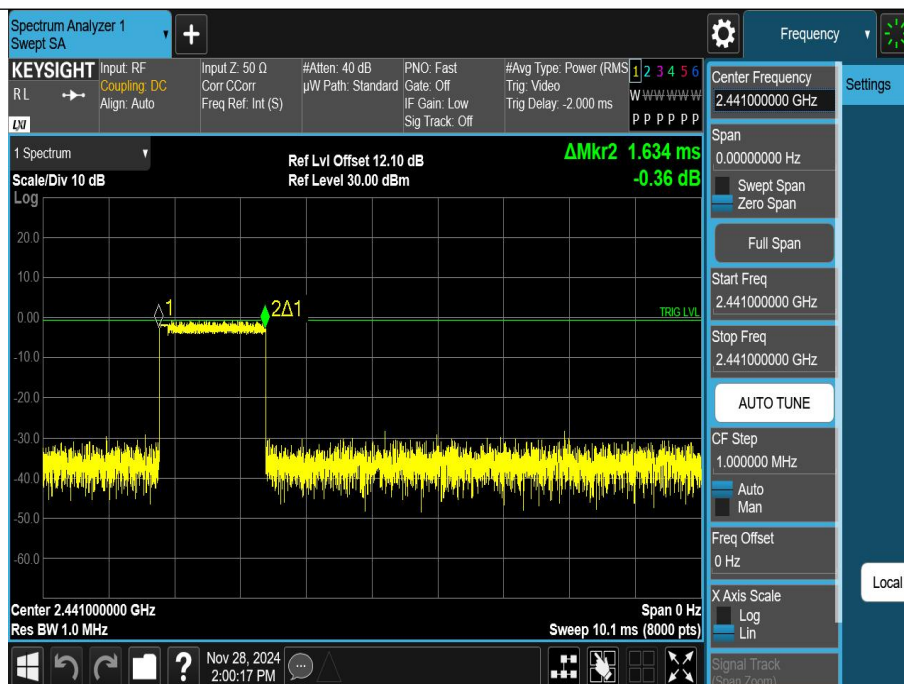 Spectrum Analyzer 1
Swept SA
Frequency
KEYSIGHT
RL
LXI
Input: RF
Coupling: DC
Align: Auto
Input Z: 50 Ω
Corr CCorr
Freq Ref: Int (S)
#Atten: 40 dB
µW Path: Standard
PNO: Fast
Gate: Off
IF Gain: Low
Sig Track: Off
#Avg Type: Power (RMS
Trig: Video
Trig Delay: -2.000 ms
1 2 3 4 5 6
W W W W W W
P P P P P P
1 Spectrum
Scale/Div 10 dB
Log
Ref Lvl Offset 12.10 dB
Ref Level 30.00 dBm
ΔMkr2 1.634 ms
-0.36 dB
20.0
10.0
0.00
-10.0
-20.0
-30.0
-40.0
-50.0
-60.0
1
2Δ1
TRIG LVL
Center 2.441000000 GHz
Res BW 1.0 MHz
Span 0 Hz
Sweep 10.1 ms (8000 pts)
Center Frequency
2.441000000 GHz
Span
0.00000000 Hz
Swept Span
Zero Span
Full Span
Start Freq
2.441000000 GHz
Stop Freq
2.441000000 GHz
AUTO TUNE
CF Step
1.000000 MHz
Auto
Man
Freq Offset
0 Hz
X Axis Scale
Log
Lin
Signal Track
(Span Zoom)
Settings
Local
?
Nov 28, 2024
2:00:17 PM